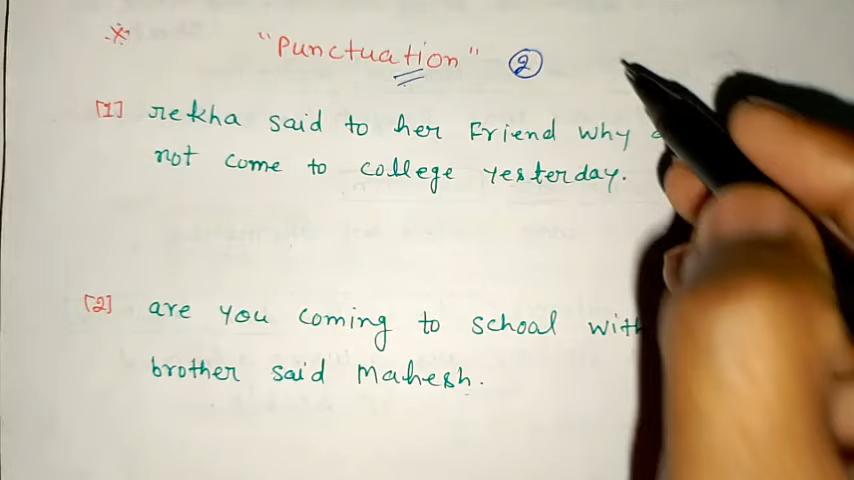 "Punctuation" 2
[1] rekha said to her Friend why
not come to college yesterday.
[2] are you coming to school with
brother said Mahesh.